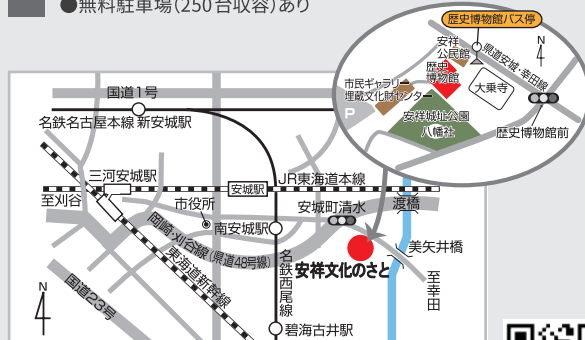 ●無料駐車場(250台収容)あり
歴史博物館バス停
安祥
公民館
県道安城・幸田線
N
歴史
博物館
大乗寺
市民ギャラリー
埋蔵文化財センター
P
安祥城址公園
八幡社
歴史博物館前
国道1号
名鉄名古屋本線 新安城駅
三河安城駅
安城駅
JR東海道本線
至刈谷
市役所
安城町清水
渡橋
南安城駅
岡崎・刈谷線(県道48号線)
美矢井橋
安祥文化のさと
名鉄西尾線
東海道新幹線
至幸田
国道23号
N
碧海古井駅